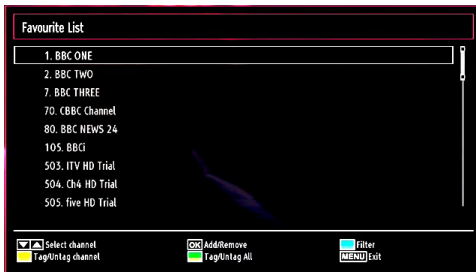 Favourite List
1. BBC ONE
2. BBC TWO
7. BBC THREE
70. CBBC Channel
80. BBC NEWS 24
105. BBCi
503. ITV HD Trial
504. Ch4 HD Trial
505. five HD Trial
Select channel OK Add/Remove Filter
Tag/Untag channel Tag/Untag All MENU Exit